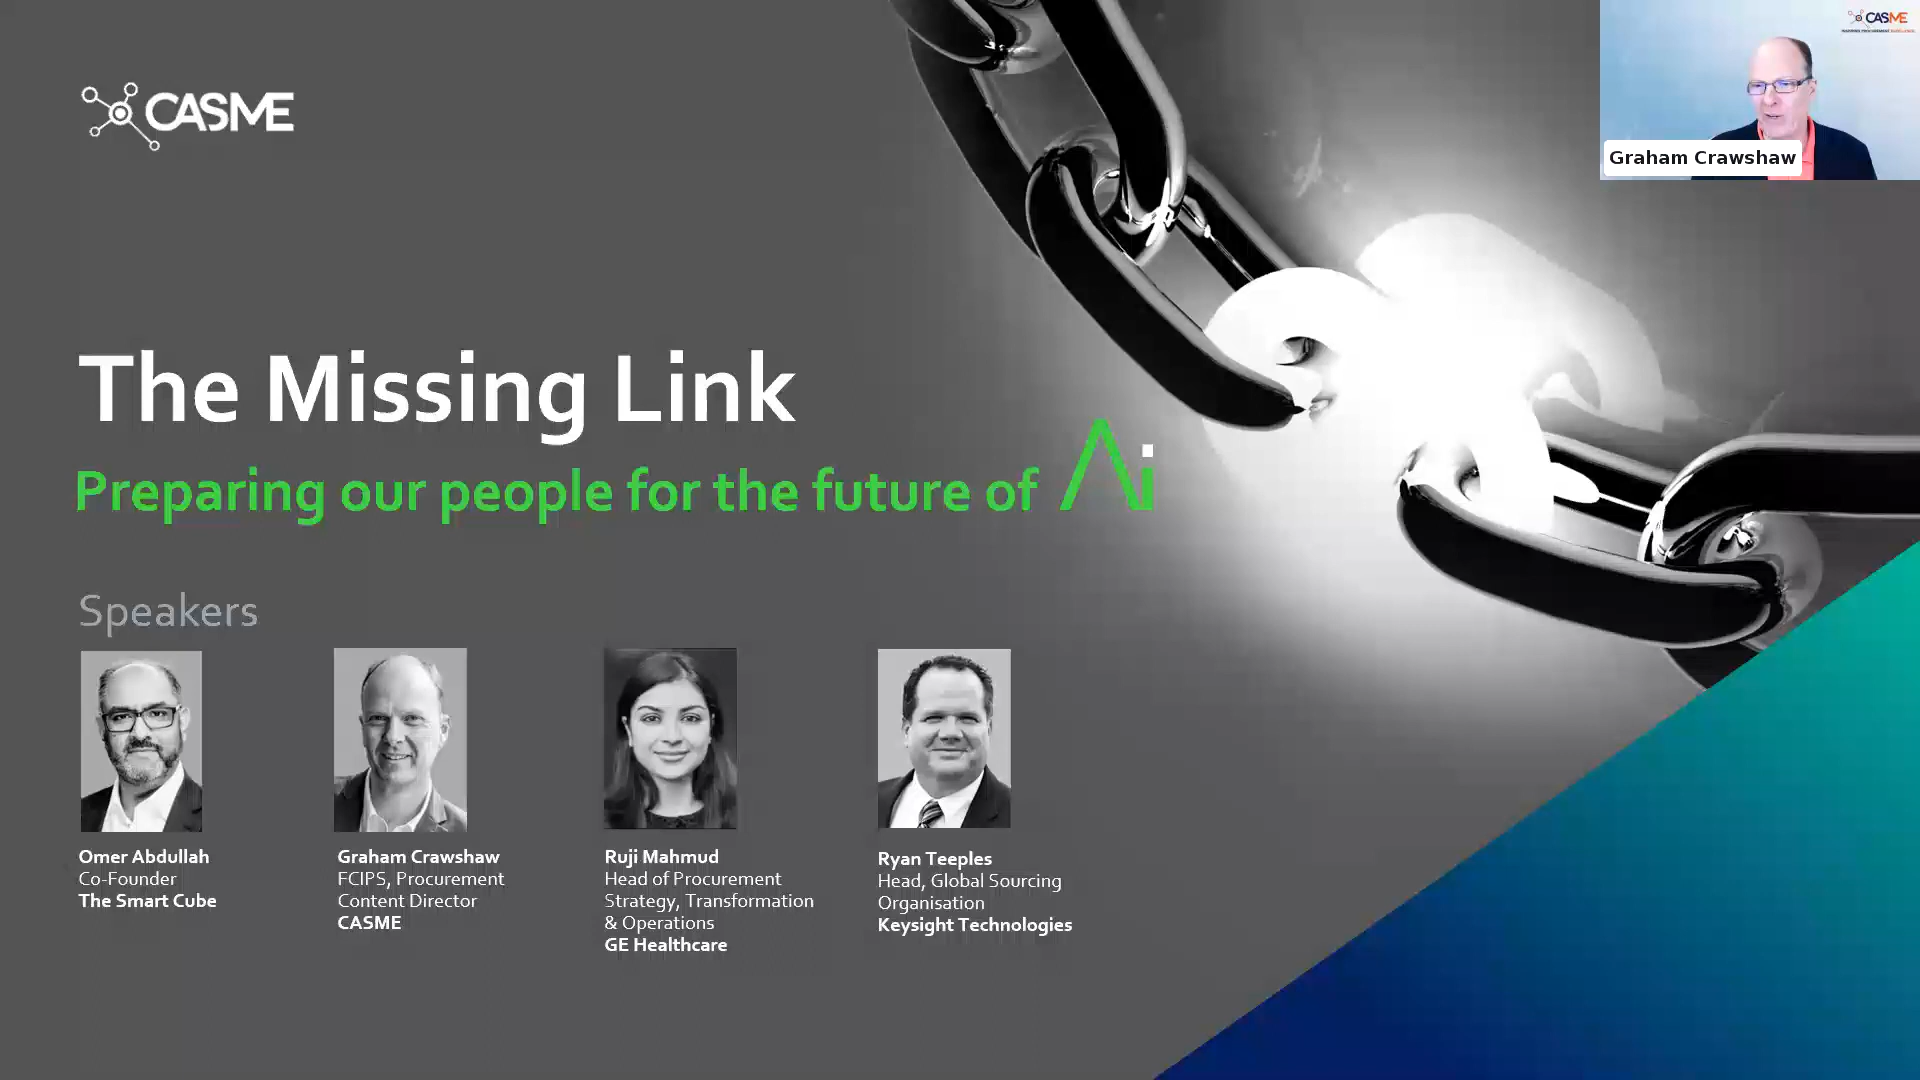 CASME
CASME
Graham Crawshaw
The Missing Link
Preparing our people for the future of Ai
Speakers
Omer Abdullah
Co-Founder
The Smart Cube
Graham Crawshaw
FCIPS, Procurement
Content Director
CASME
Ruji Mahmud
Head of Procurement
Strategy, Transformation
& Operations
GE Healthcare
Ryan Teeples
Head, Global Sourcing
Organisation
Keysight Technologies